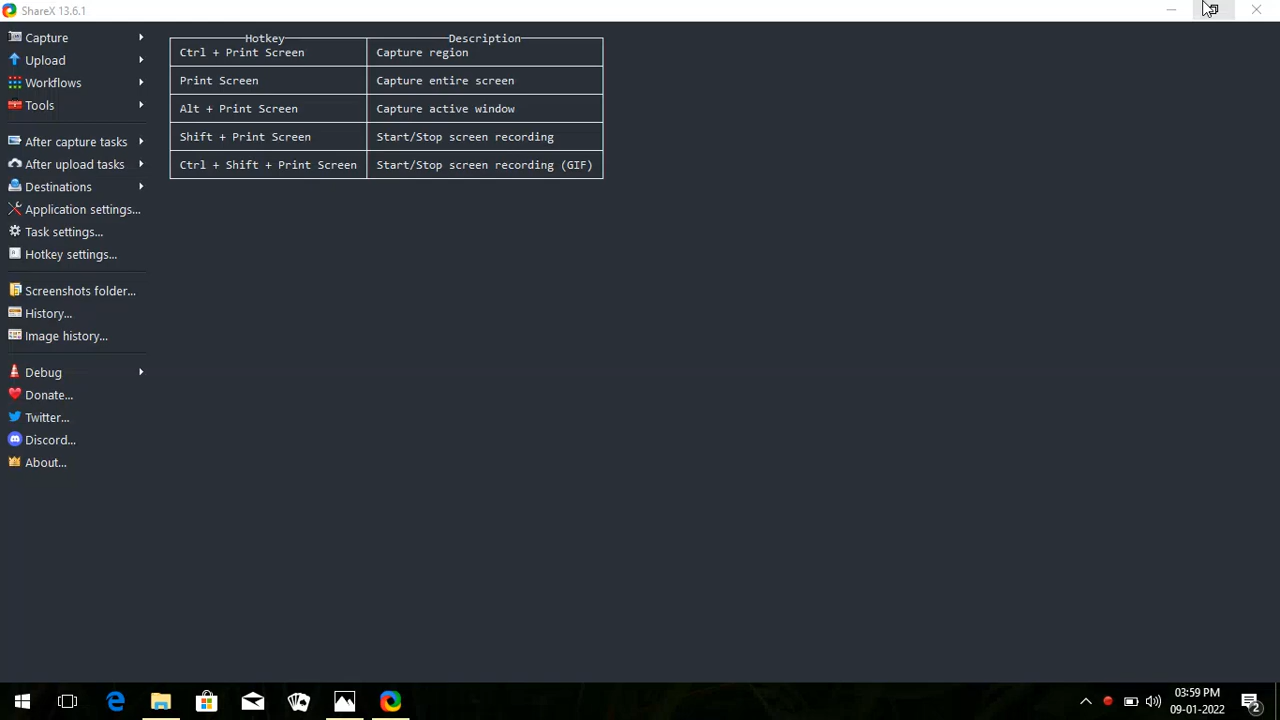 ShareX 13.6.1
Capture
Upload
Workflows
Tools
After capture tasks
After upload tasks
Destinations
Application settings...
Task settings...
Hotkey settings...
Screenshots folder...
History...
Image history...
Debug
Donate...
Twitter...
Discord...
About...
Hotkey Description
Ctrl + Print Screen Capture region
Print Screen Capture entire screen
Alt + Print Screen Capture active window
Shift + Print Screen Start/Stop screen recording
Ctrl + Shift + Print Screen Start/Stop screen recording (GIF)
03:59 PM
09-01-2022
2